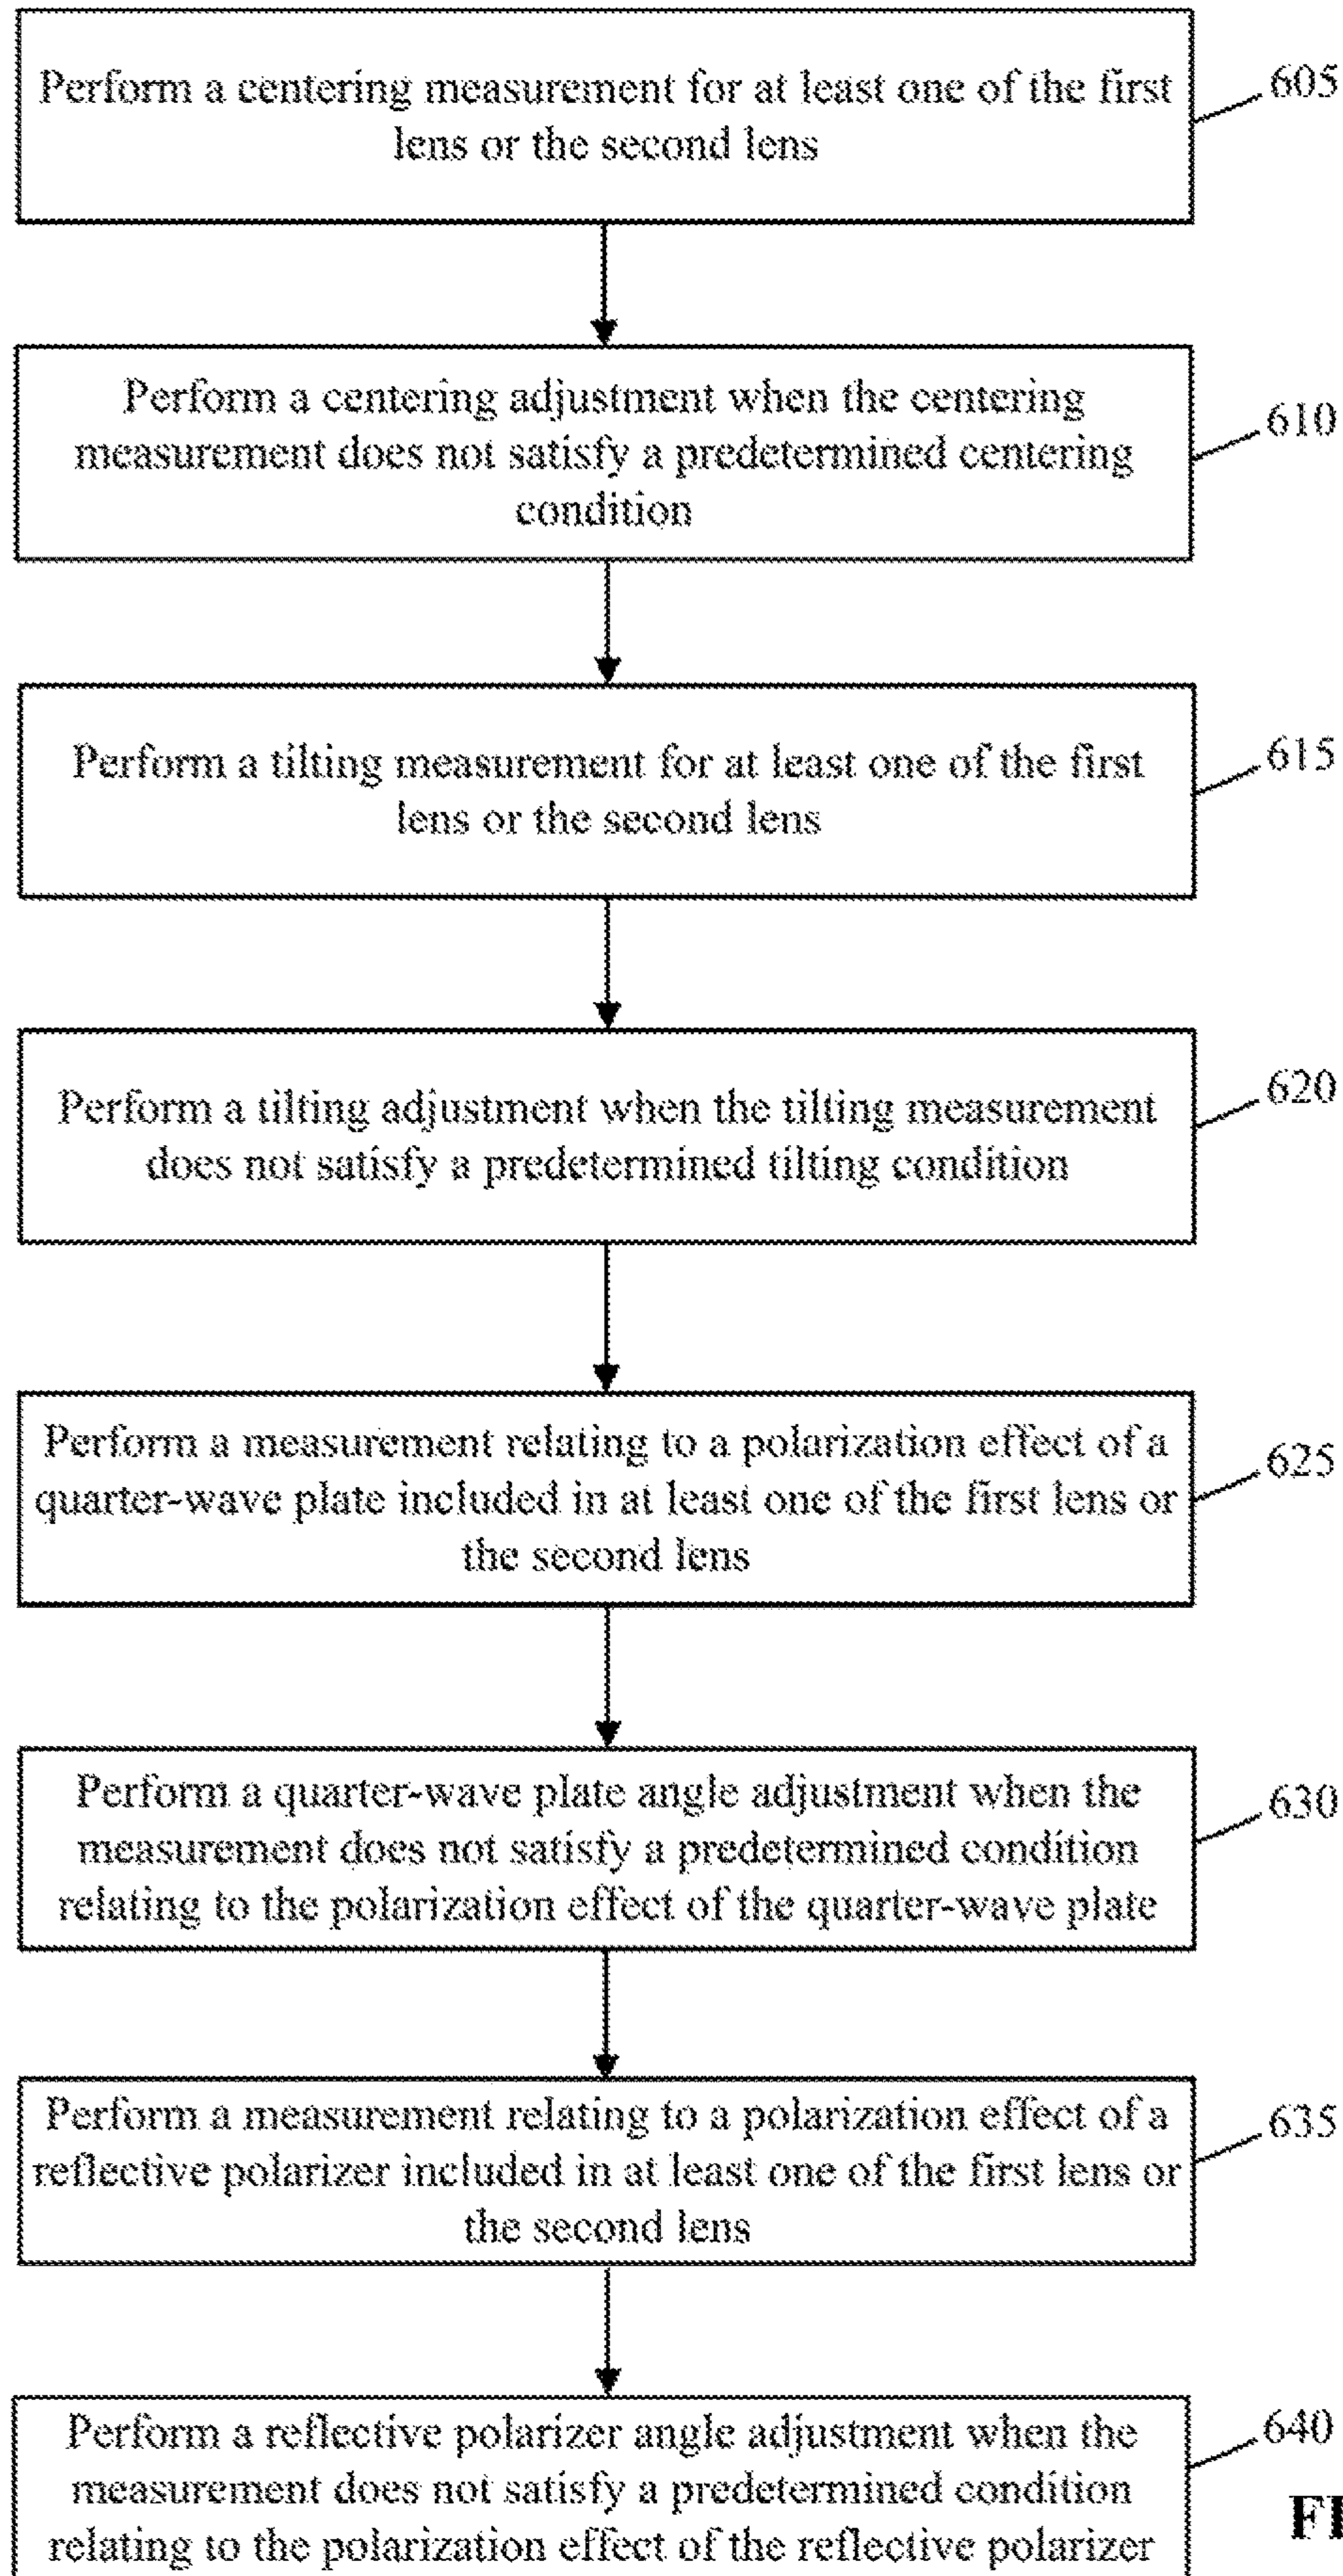 Perform a centering measurement for at least one of the first
lens or the second lens
605
Perform a centering adjustment when the centering
measurement does not satisfy a predetermined centering
condition
610
Perform a tilting measurement for at least one of the first
lens or the second lens
615
Perform a tilting adjustment when the tilting measurement
does not satisfy a predetermined tilting condition
620
Perform a measurement relating to a polarization effect of a
quarter-wave plate included in at least one of the first lens or
the second lens
625
Perform a quarter-wave plate angle adjustment when the
measurement does not satisfy a predetermined condition
relating to the polarization effect of the quarter-wave plate
630
Perform a measurement relating to a polarization effect of a
reflective polarizer included in at least one of the first lens or
the second lens
635
Perform a reflective polarizer angle adjustment when the
measurement does not satisfy a predetermined condition
relating to the polarization effect of the reflective polarizer
640